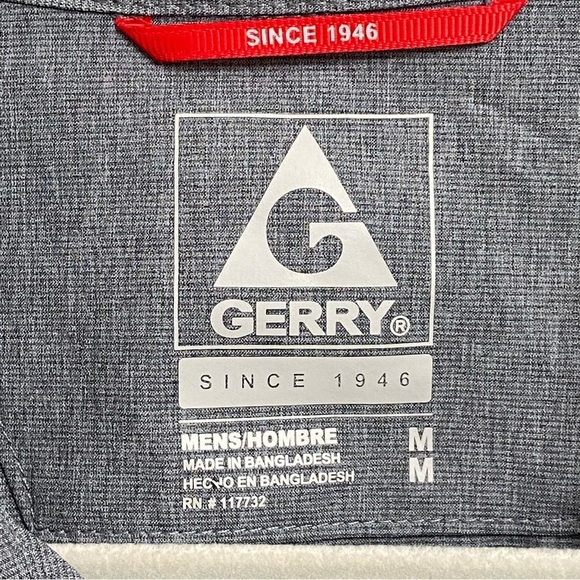 SINCE 1946
G
GERRY®
SINCE 1946
MENS/HOMBRE M
MADE IN BANGLADESH M
HECHO EN BANGLADESH
RN # 117732